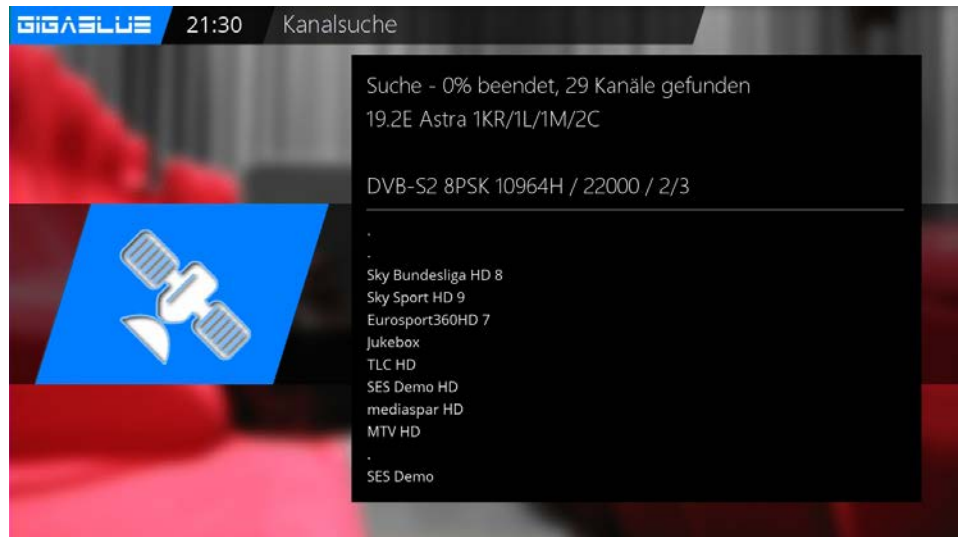 GIGABLUE 21:30 Kanalsuche
Suche - 0% beendet, 29 Kanäle gefunden
19.2E Astra 1KR/1L/1M/2C
DVB-S2 8PSK 10964H / 22000 / 2/3
.
.
Sky Bundesliga HD 8
Sky Sport HD 9
Eurosport360HD 7
Jukebox
TLC HD
SES Demo HD
mediaspar HD
MTV HD
.
SES Demo